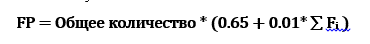 FP = Общее количество * (0.65 + 0.01* ∑ Fi )